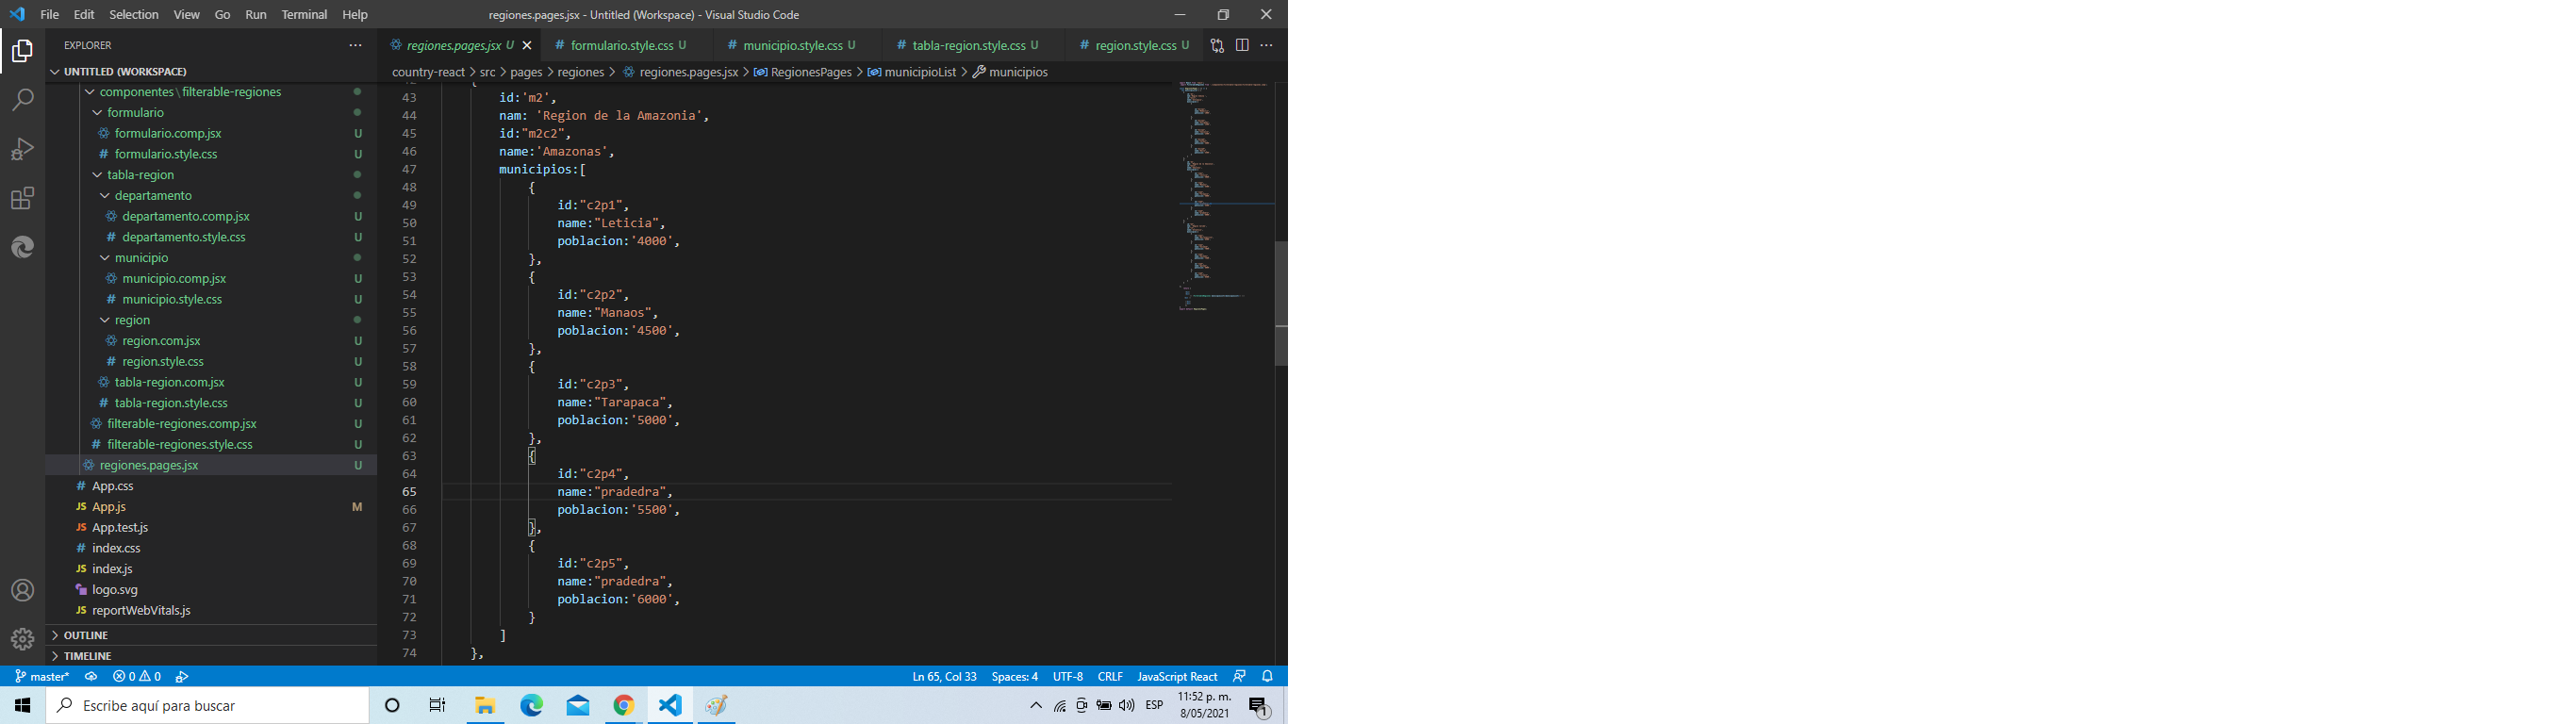 File Edit Selection View Go Run Terminal Help
regiones.pages.jsx - Untitled (Workspace) - Visual Studio Code
EXPLORER
UNTITLED (WORKSPACE)
componentes \ filterable-regiones
formulario
formulario.comp.jsx U
formulario.style.css U
tabla-region
departamento
departamento.comp.jsx U
departamento.style.css U
municipio
municipio.comp.jsx U
municipio.style.css U
region
region.com.jsx U
region.style.css U
tabla-region.com.jsx U
tabla-region.style.css U
filterable-regiones.comp.jsx U
filterable-regiones.style.css U
regiones.pages.jsx U
App.css
App.js M
App.test.js
index.css
index.js
logo.svg
reportWebVitals.js
OUTLINE
TIMELINE
regiones.pages.jsx U formulario.style.css U municipio.style.css U tabla-region.style.css U region.style.css U
country-react > src > pages > regiones > regiones.pages.jsx > RegionesPages > municipioList > municipios
43 id:'m2',
44 nam: 'Region de la Amazonia',
45 id:"m2c2",
46 name:'Amazonas',
47 municipios:[
48 {
49 id:"c2p1",
50 name:"Leticia",
51 poblacion:'4000',
52 },
53 {
54 id:"c2p2",
55 name:"Manaos",
56 poblacion:'4500',
57 },
58 {
59 id:"c2p3",
60 name:"Tarapaca",
61 poblacion:'5000',
62 },
63 {
64 id:"c2p4",
65 name:"pradedra",
66 poblacion:'5500',
67 },
68 {
69 id:"c2p5",
70 name:"pradedra",
71 poblacion:'6000',
72 }
73 ]
74 },
master* 0 0 Ln 65, Col 33 Spaces: 4 UTF-8 CRLF JavaScript React
Escribe aquí para buscar
ESP
11:52 p. m.
8/05/2021
1